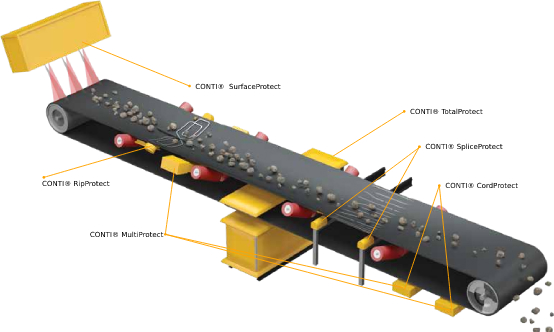 CONTI® SurfaceProtect
CONTI® TotalProtect
CONTI® SpliceProtect
CONTI® RipProtect
CONTI® CordProtect
CONTI® MultiProtect